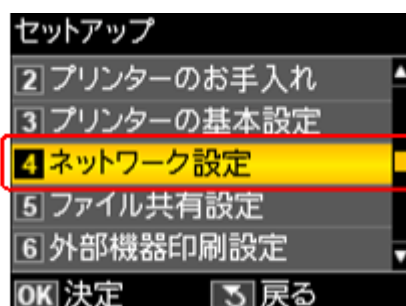 セットアップ
2 プリンターのお手入れ
3 プリンターの基本設定
4 ネットワーク設定
5 ファイル共有設定
6 外部機器印刷設定
OK 決定 戻る